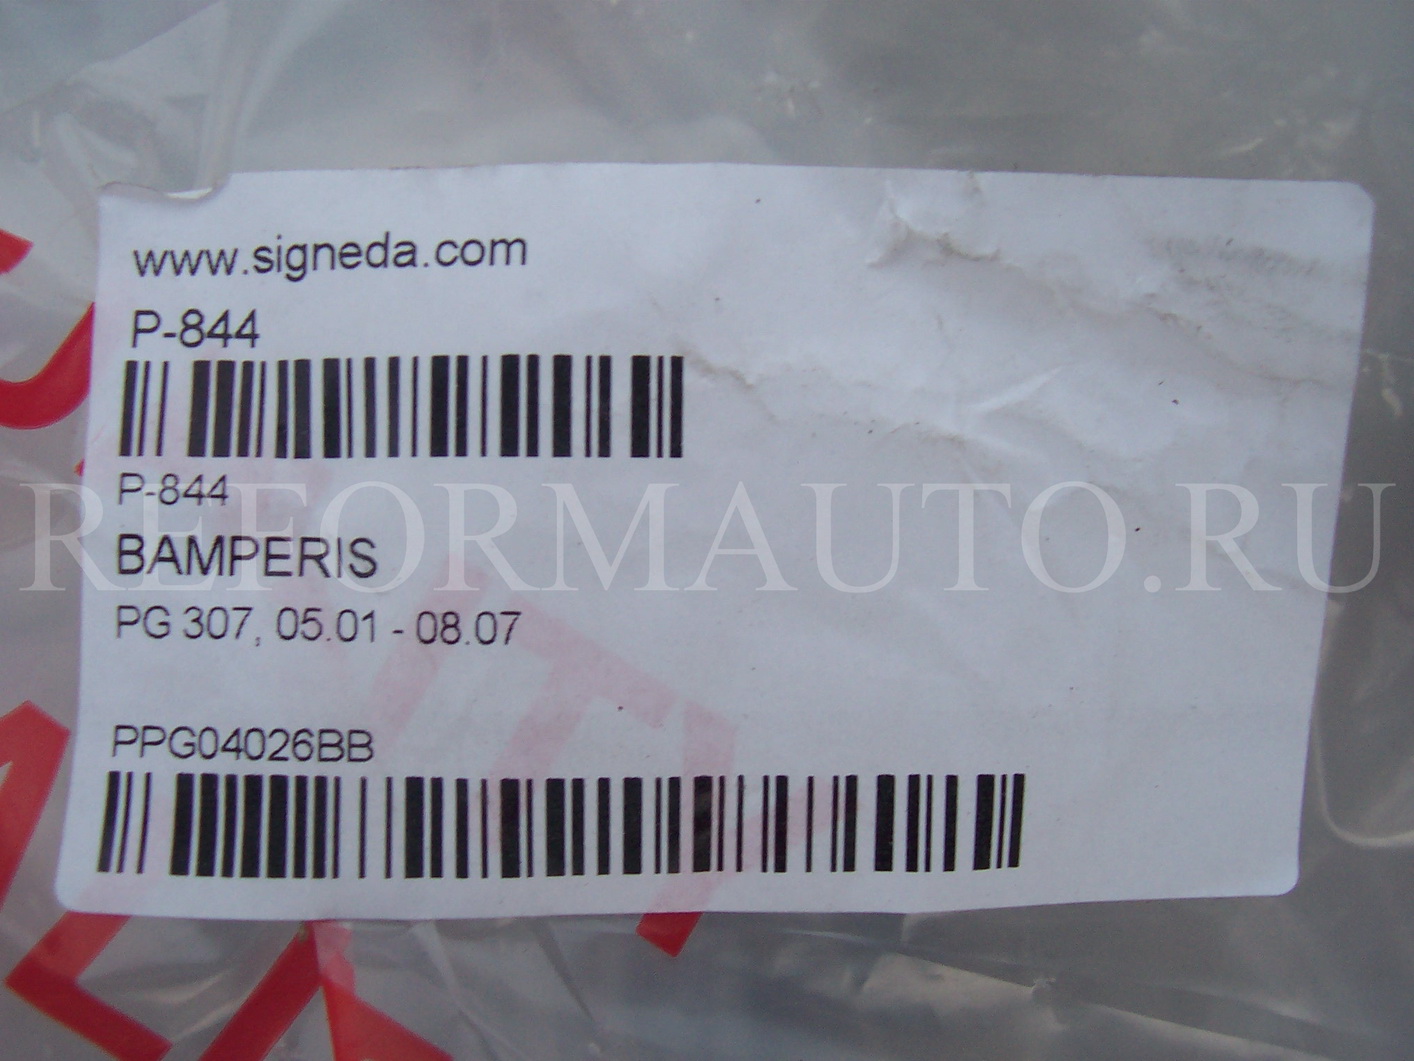 www.signeda.com
P-844
P-844
REFORMAUTO.RU
BAMPERIS
PG 307, 05.01 - 08.07
PPG04026BB